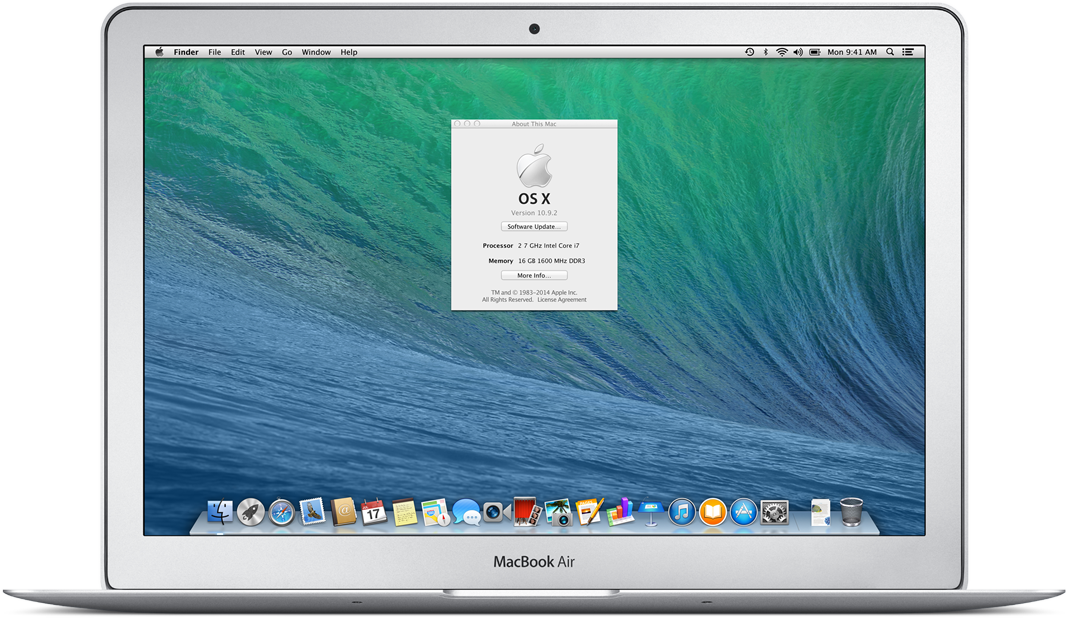 Finder File Edit View Go Window Help Mon 9:41 AM
About This Mac
OS X
Version 10.9.2
Software Update...
Processor 2 7 GHz Intel Core i7
Memory 16 GB 1600 MHz DDR3
More Info...
TM and © 1983-2014 Apple Inc.
All Rights Reserved. License Agreement
17
MacBook Air